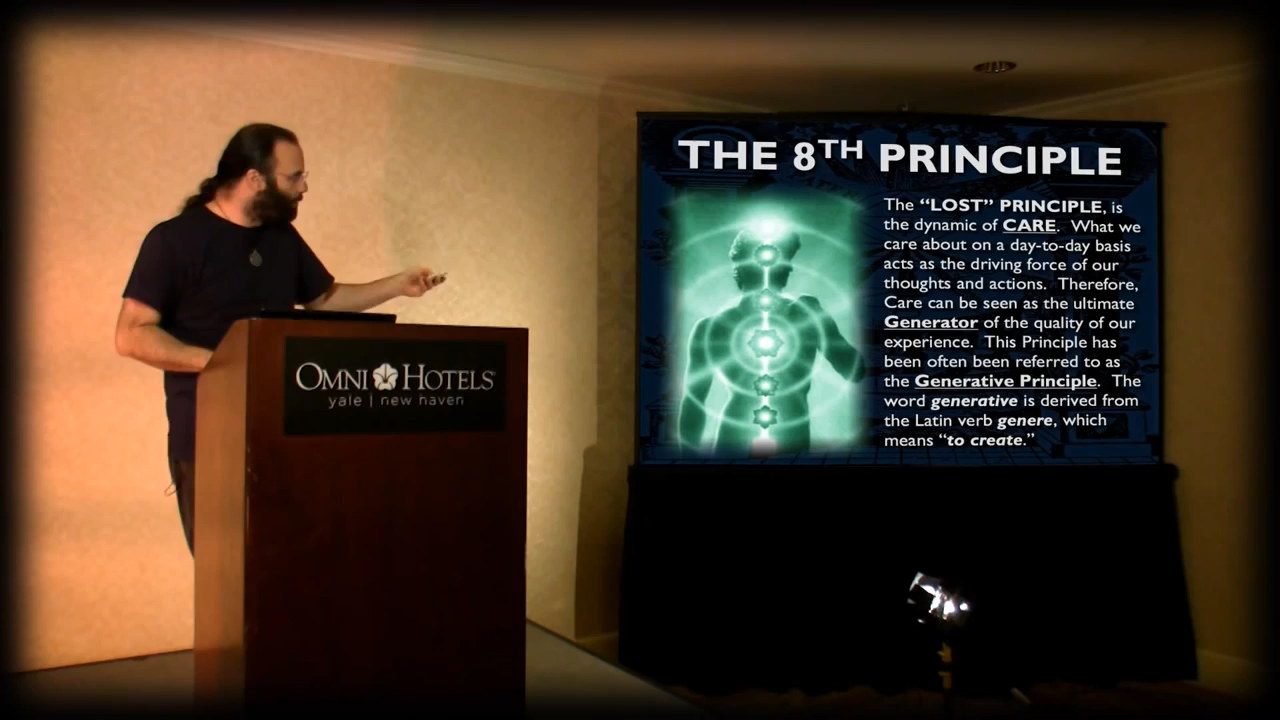 OMNI HOTELS®
yale | new haven
THE 8TH PRINCIPLE
The “LOST” PRINCIPLE, is
the dynamic of CARE. What we
care about on a day-to-day basis
acts as the driving force of our
thoughts and actions. Therefore,
Care can be seen as the ultimate
Generator of the quality of our
experience. This Principle has
been often been referred to as
the Generative Principle. The
word generative is derived from
the Latin verb genere, which
means “to create.”